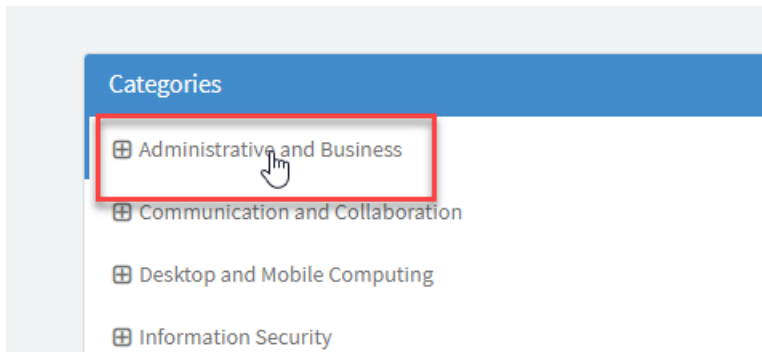 Categories
Administrative and Business
Communication and Collaboration
Desktop and Mobile Computing
Information Security